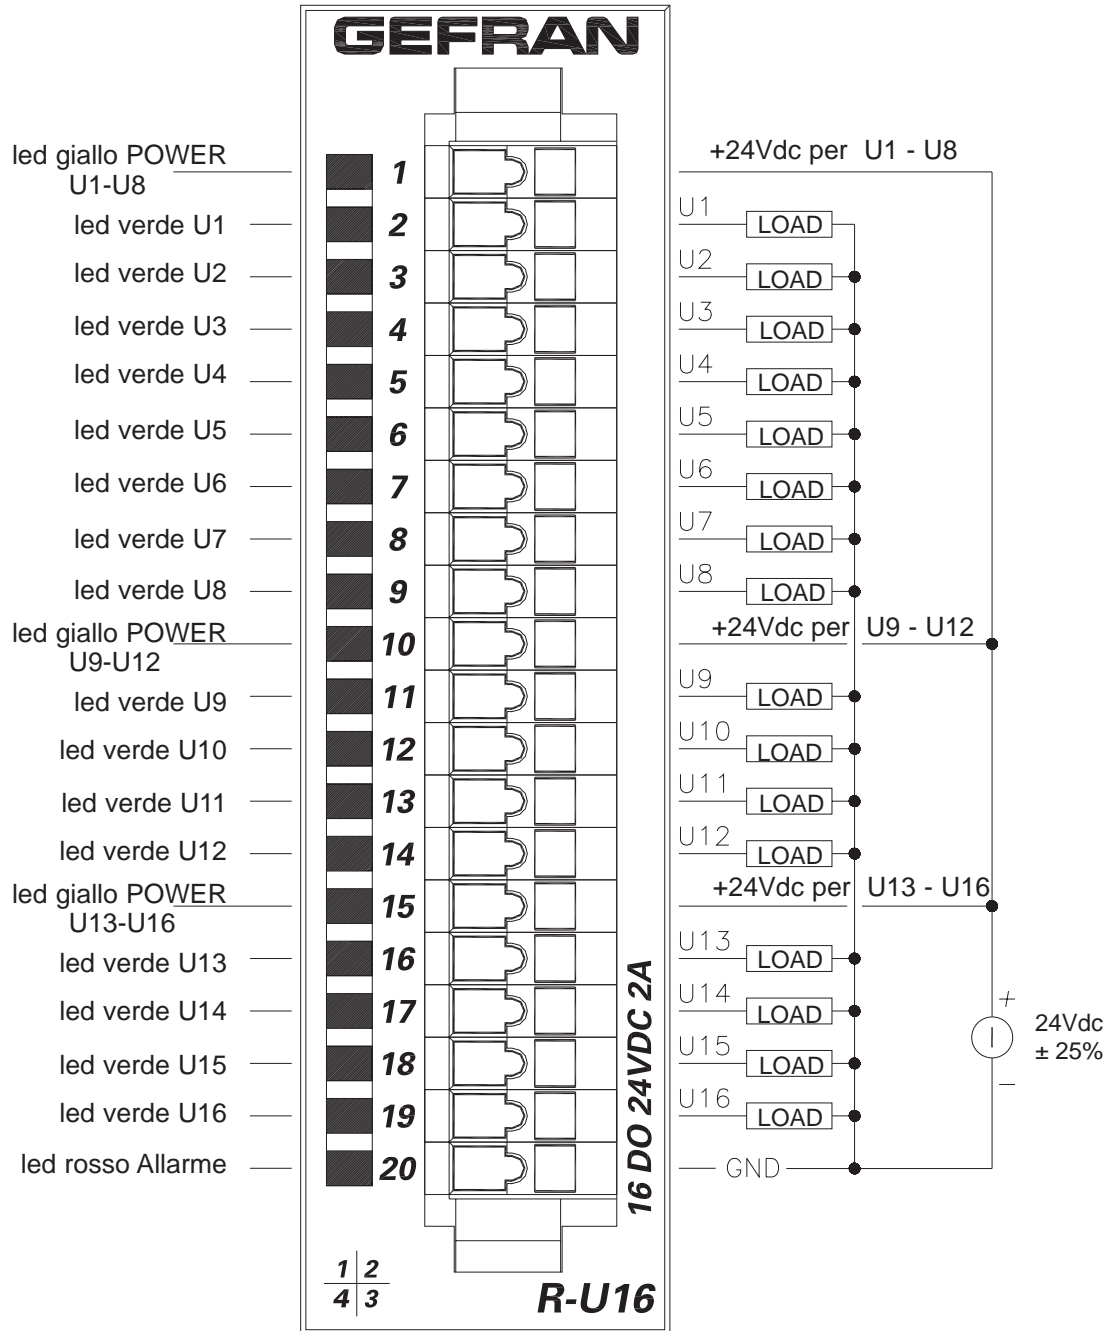 GEFRAN
led giallo POWER
U1-U8
1
+24Vdc per U1 - U8
led verde U1
2
U1
LOAD
led verde U2
3
U2
LOAD
led verde U3
4
U3
LOAD
led verde U4
5
U4
LOAD
led verde U5
6
U5
LOAD
led verde U6
7
U6
LOAD
led verde U7
8
U7
LOAD
led verde U8
9
U8
LOAD
led giallo POWER
U9-U12
10
+24Vdc per U9 - U12
led verde U9
11
U9
LOAD
led verde U10
12
U10
LOAD
led verde U11
13
U11
LOAD
led verde U12
14
U12
LOAD
led giallo POWER
U13-U16
15
+24Vdc per U13 - U16
led verde U13
16
U13
LOAD
led verde U14
17
U14
LOAD
led verde U15
18
U15
LOAD
led verde U16
19
U16
LOAD
led rosso Allarme
20
GND
+
24Vdc
± 25%
–
16 DO 24VDC 2A
1 2
4 3
R-U16